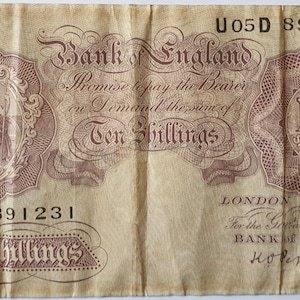 U05D 89
Bank of England
Promise to pay the Bearer
on Demand the sum of
Ten Shillings
891231
LONDON
For the Gov
BANK of
Shillings